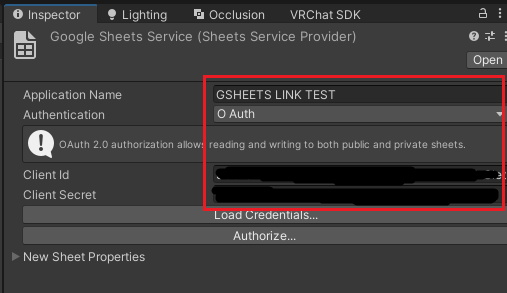 Inspector Lighting Occlusion VRChat SDK
Google Sheets Service (Sheets Service Provider)
Open
Application Name GSHEETS LINK TEST
Authentication O Auth
OAuth 2.0 authorization allows reading and writing to both public and private sheets.
Client Id
Client Secret
Load Credentials...
Authorize...
New Sheet Properties